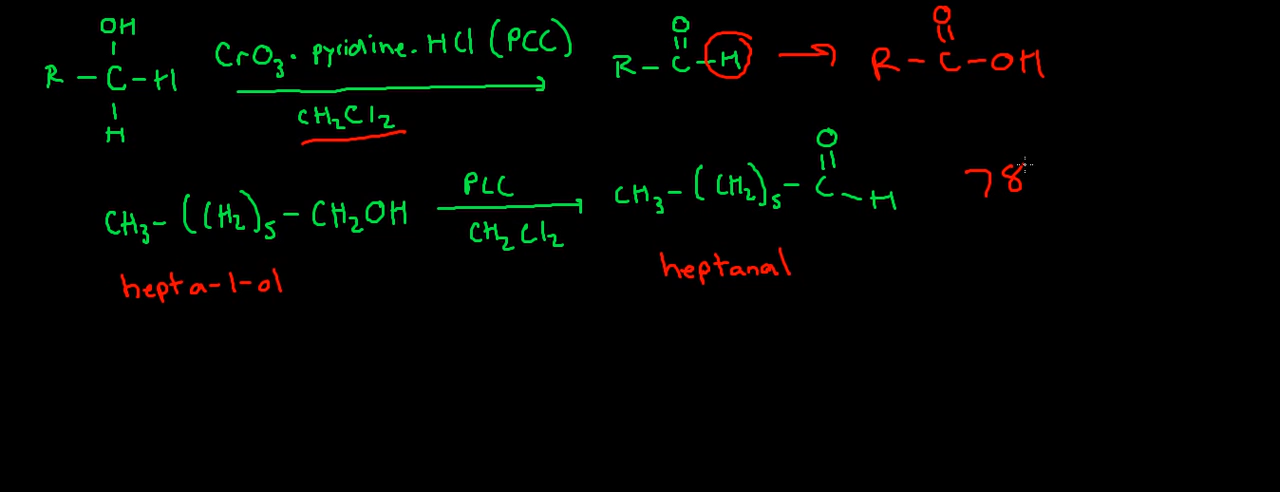 OH
R - C - H
H
CrO3 · pyridine · HCl (PCC)
CH2Cl2
O
R - C - H
O
R - C - OH
CH3 - (CH2)5 - CH2OH
PCC
CH2Cl2
O
CH3 - (CH2)5 - C - H
78
hepta-1-ol
heptanal